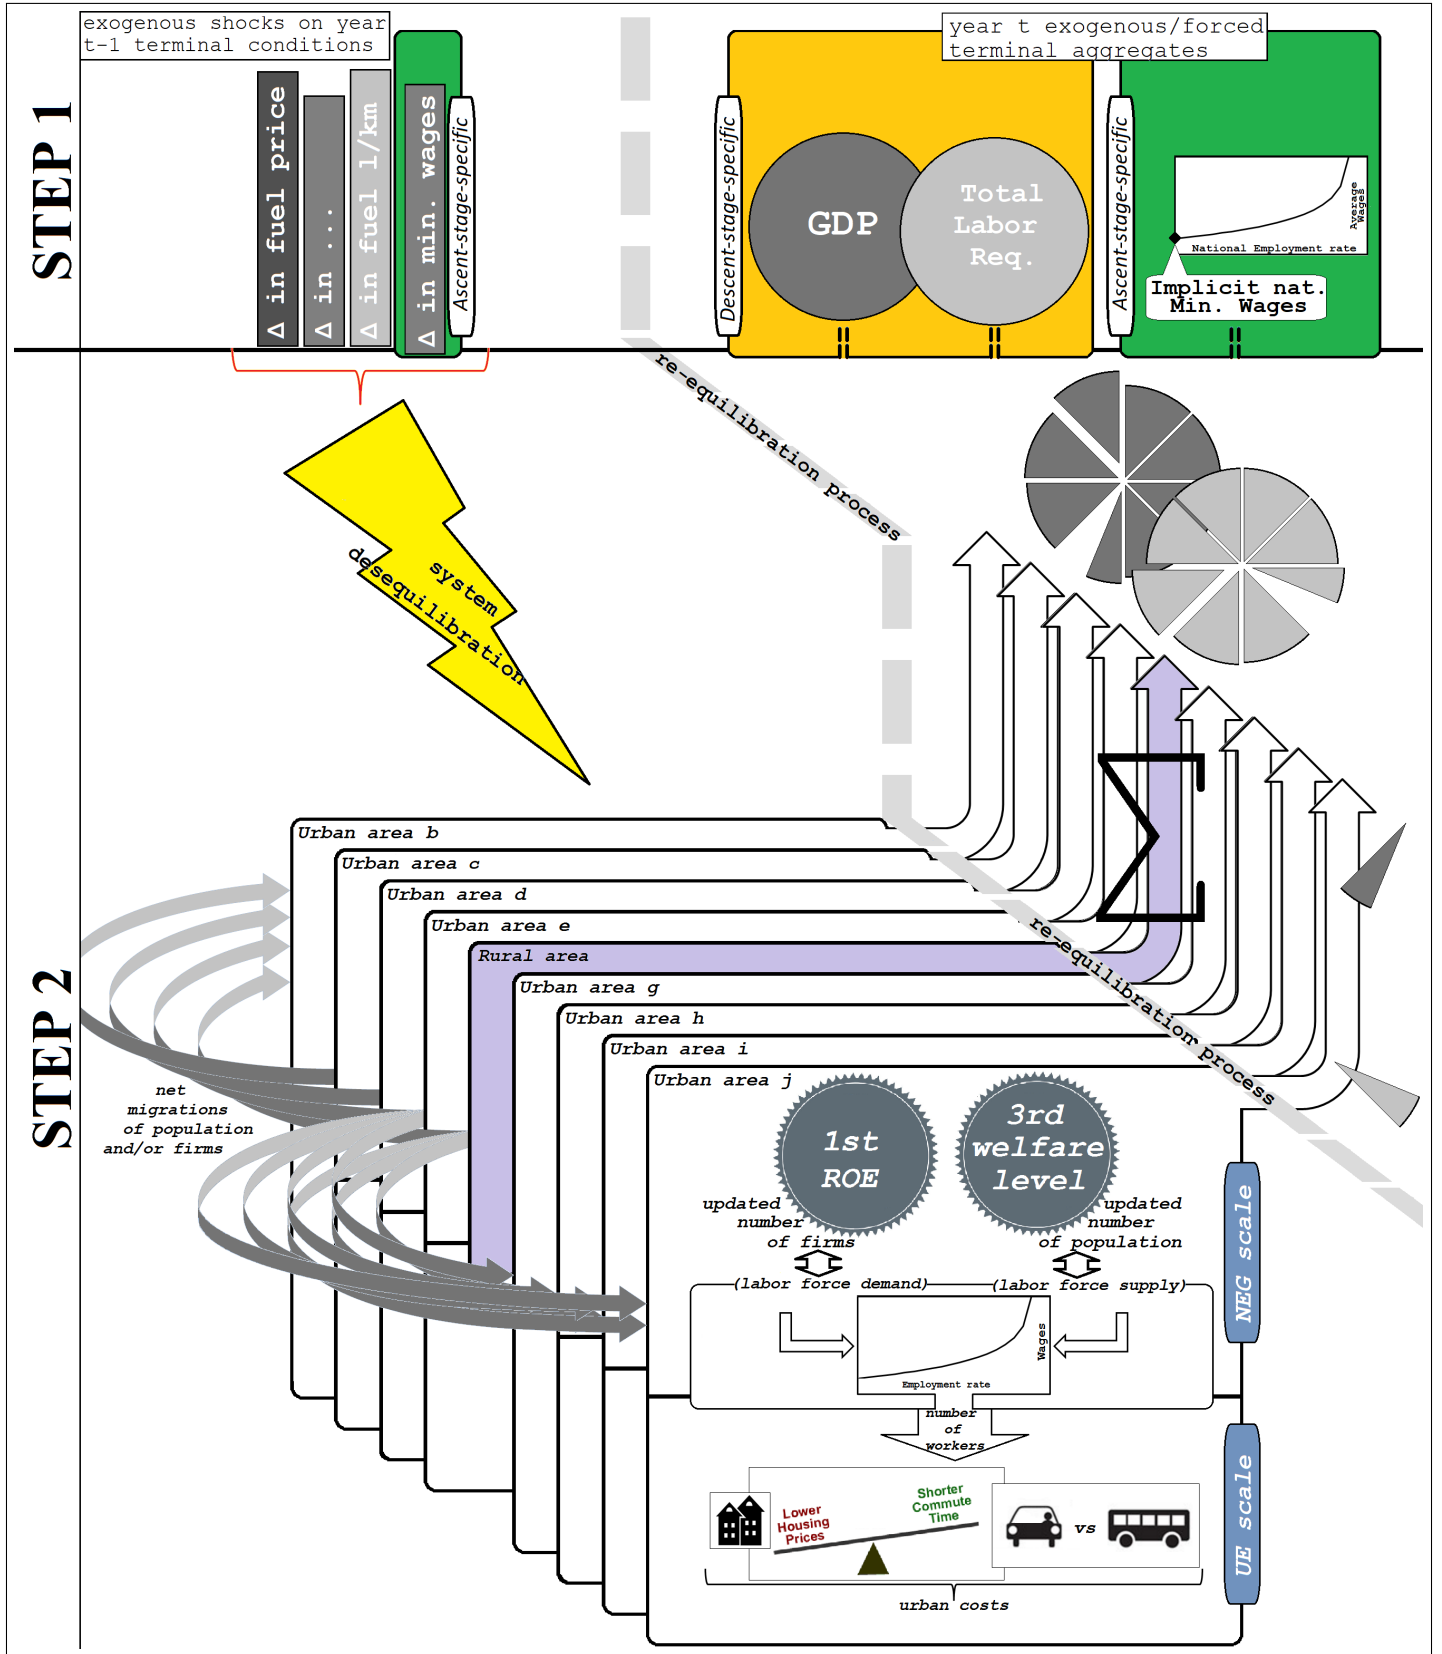 STEP 1
exogenous shocks on year
t-1 terminal conditions
Δ in fuel price
Δ in ...
Δ in fuel l/km
Δ in min. wages
Ascent-stage-specific
year t exogenous/forced
terminal aggregates
Descent-stage-specific
GDP
Total
Labor
Req.
Ascent-stage-specific
Average
Wages
National Employment rate
Implicit nat.
Min. Wages
re-equilibration process
system
desequilibration
STEP 2
Urban area b
Urban area c
Urban area d
Urban area e
Rural area
Urban area g
Urban area h
Urban area i
Urban area j
Σ
re-equilibration process
net
migrations
of population
and/or firms
1st
ROE
3rd
welfare
level
updated
number
of firms
updated
number
of population
(labor force demand)
(labor force supply)
Wages
Employment rate
number
of
workers
NEG scale
UE scale
Lower
Housing
Prices
Shorter
Commute
Time
vs
urban costs